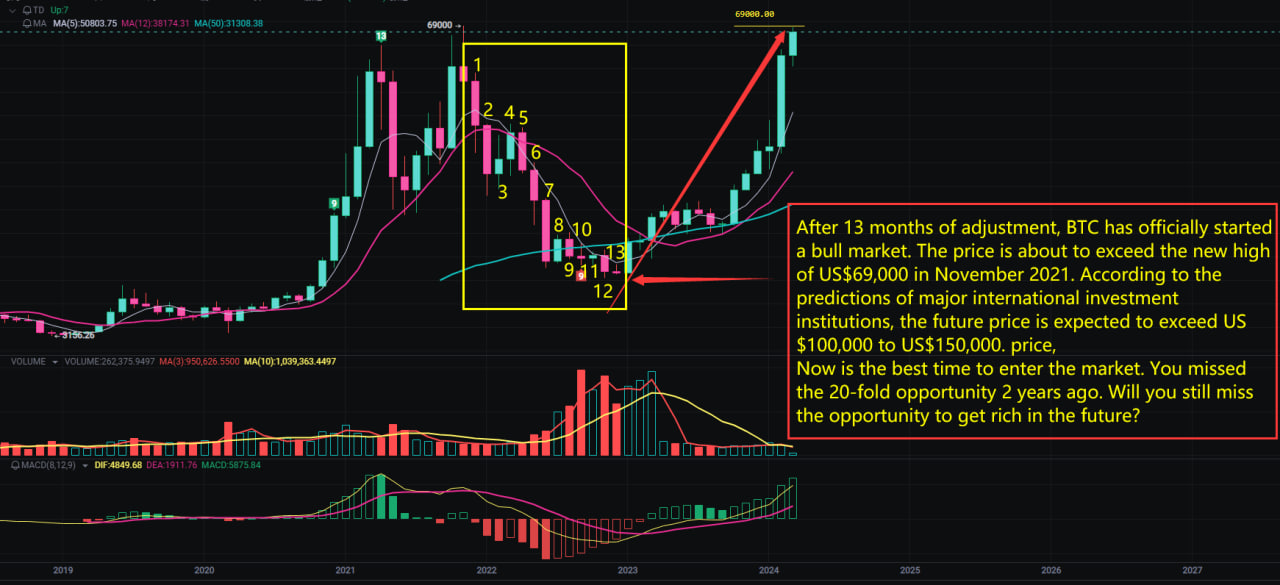 TD Up:7
MA MA(5):50803.75 MA(12):38174.31 MA(50):31308.38
69000.00
69000
13
1
2
4 5
6
3
7
9
8 10
13
9 11
9
12
3156.26
After 13 months of adjustment, BTC has officially started
a bull market. The price is about to exceed the new high
of US$69,000 in November 2021. According to the
predictions of major international investment
institutions, the future price is expected to exceed US
$100,000 to US$150,000. price,
Now is the best time to enter the market. You missed
the 20-fold opportunity 2 years ago. Will you still miss
the opportunity to get rich in the future?
VOLUME VOLUME:262,375.9497 MA(3):950,626.5500 MA(10):1,039,363.4497
MACD(8,12,9) DIF:4849.68 DEA:1911.76 MACD:5875.84
2019 2020 2021 2022 2023 2024 2025 2026 2027